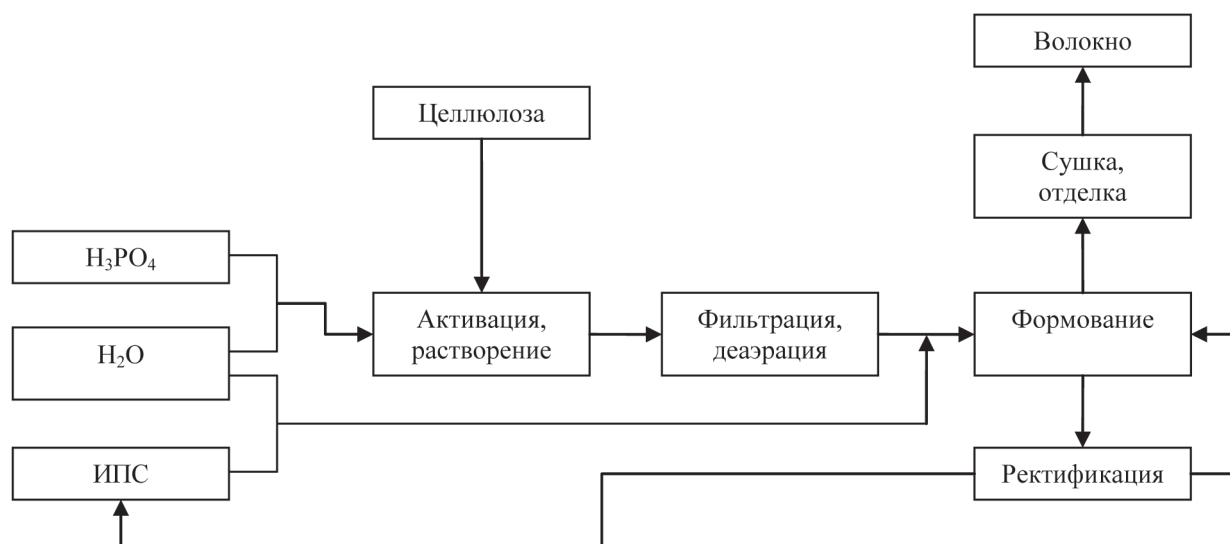 Волокно
Целлюлоза
Сушка,
отделка
H₃PO₄
Активация,
растворение
Фильтрация,
деаэрация
Формование
H₂O
ИПС
Ректификация